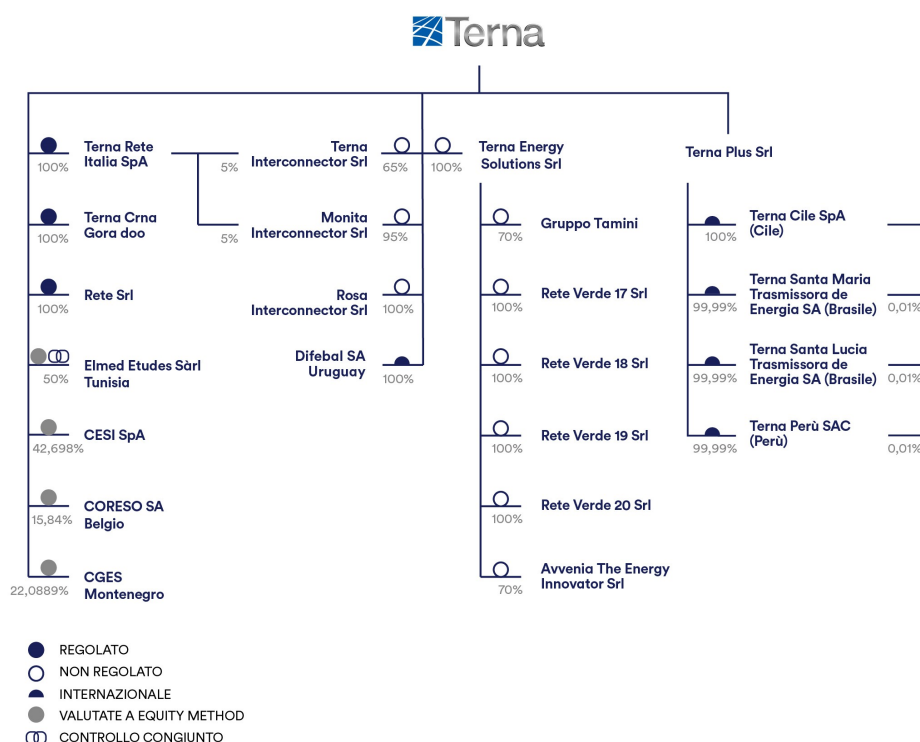 Terna
Terna Rete
Italia SpA
100%
Terna Crna
Gora doo
100%
Rete Srl
100%
Elmed Etudes Sàrl
Tunisia
50%
CESI SpA
42,698%
CORESO SA
Belgio
15,84%
CGES
Montenegro
22,0889%
5%
Terna
Interconnector Srl
65%
5%
Monita
Interconnector Srl
95%
Rosa
Interconnector Srl
100%
Difebal SA
Uruguay
100%
100%
Terna Energy
Solutions Srl
70%
Gruppo Tamini
100%
Rete Verde 17 Srl
100%
Rete Verde 18 Srl
100%
Rete Verde 19 Srl
100%
Rete Verde 20 Srl
70%
Avvenia The Energy
Innovator Srl
Terna Plus Srl
100%
Terna Cile SpA
(Cile)
99,99%
Terna Santa Maria
Trasmissora de
Energia SA (Brasile)
0,01%
99,99%
Terna Santa Lucia
Trasmissora de
Energia SA (Brasile)
0,01%
99,99%
Terna Perù SAC
(Perù)
0,01%
REGOLATO
NON REGOLATO
INTERNAZIONALE
VALUTATE A EQUITY METHOD
CONTROLLO CONGIUNTO